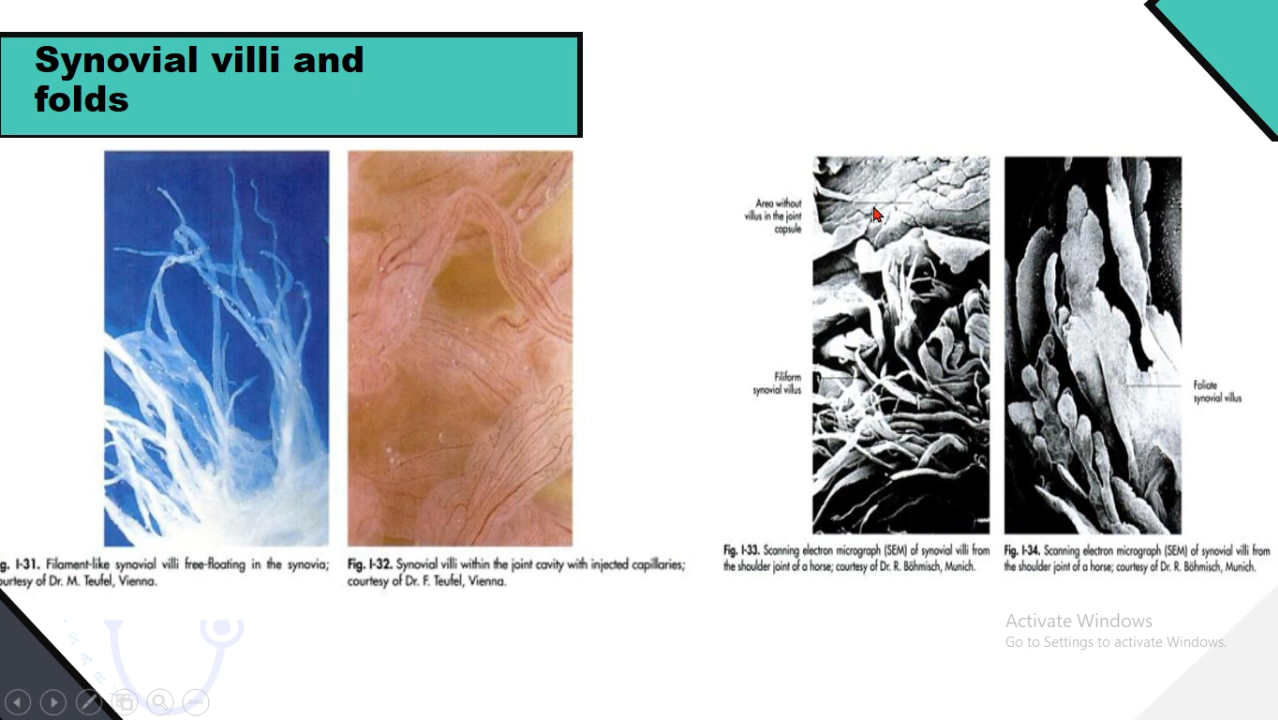 Synovial villi and
folds
Area without
villus in the joint
capsule
Filiform
synovial villus
Foliate
synovial villus
g. I-31. Filament-like synovial villi free-floating in the synovia;
ourtesy of Dr. M. Teufel, Vienna.
Fig. I-32. Synovial villi within the joint cavity with injected capillaries;
courtesy of Dr. F. Teufel, Vienna.
Fig. I-33. Scanning electron micrograph (SEM) of synovial villi from
the shoulder joint of a horse; courtesy of Dr. R. Böhmisch, Munich.
Fig. I-34. Scanning electron micrograph (SEM) of synovial villi from
the shoulder joint of a horse; courtesy of Dr. R. Böhmisch, Munich.
Activate Windows
Go to Settings to activate Windows.